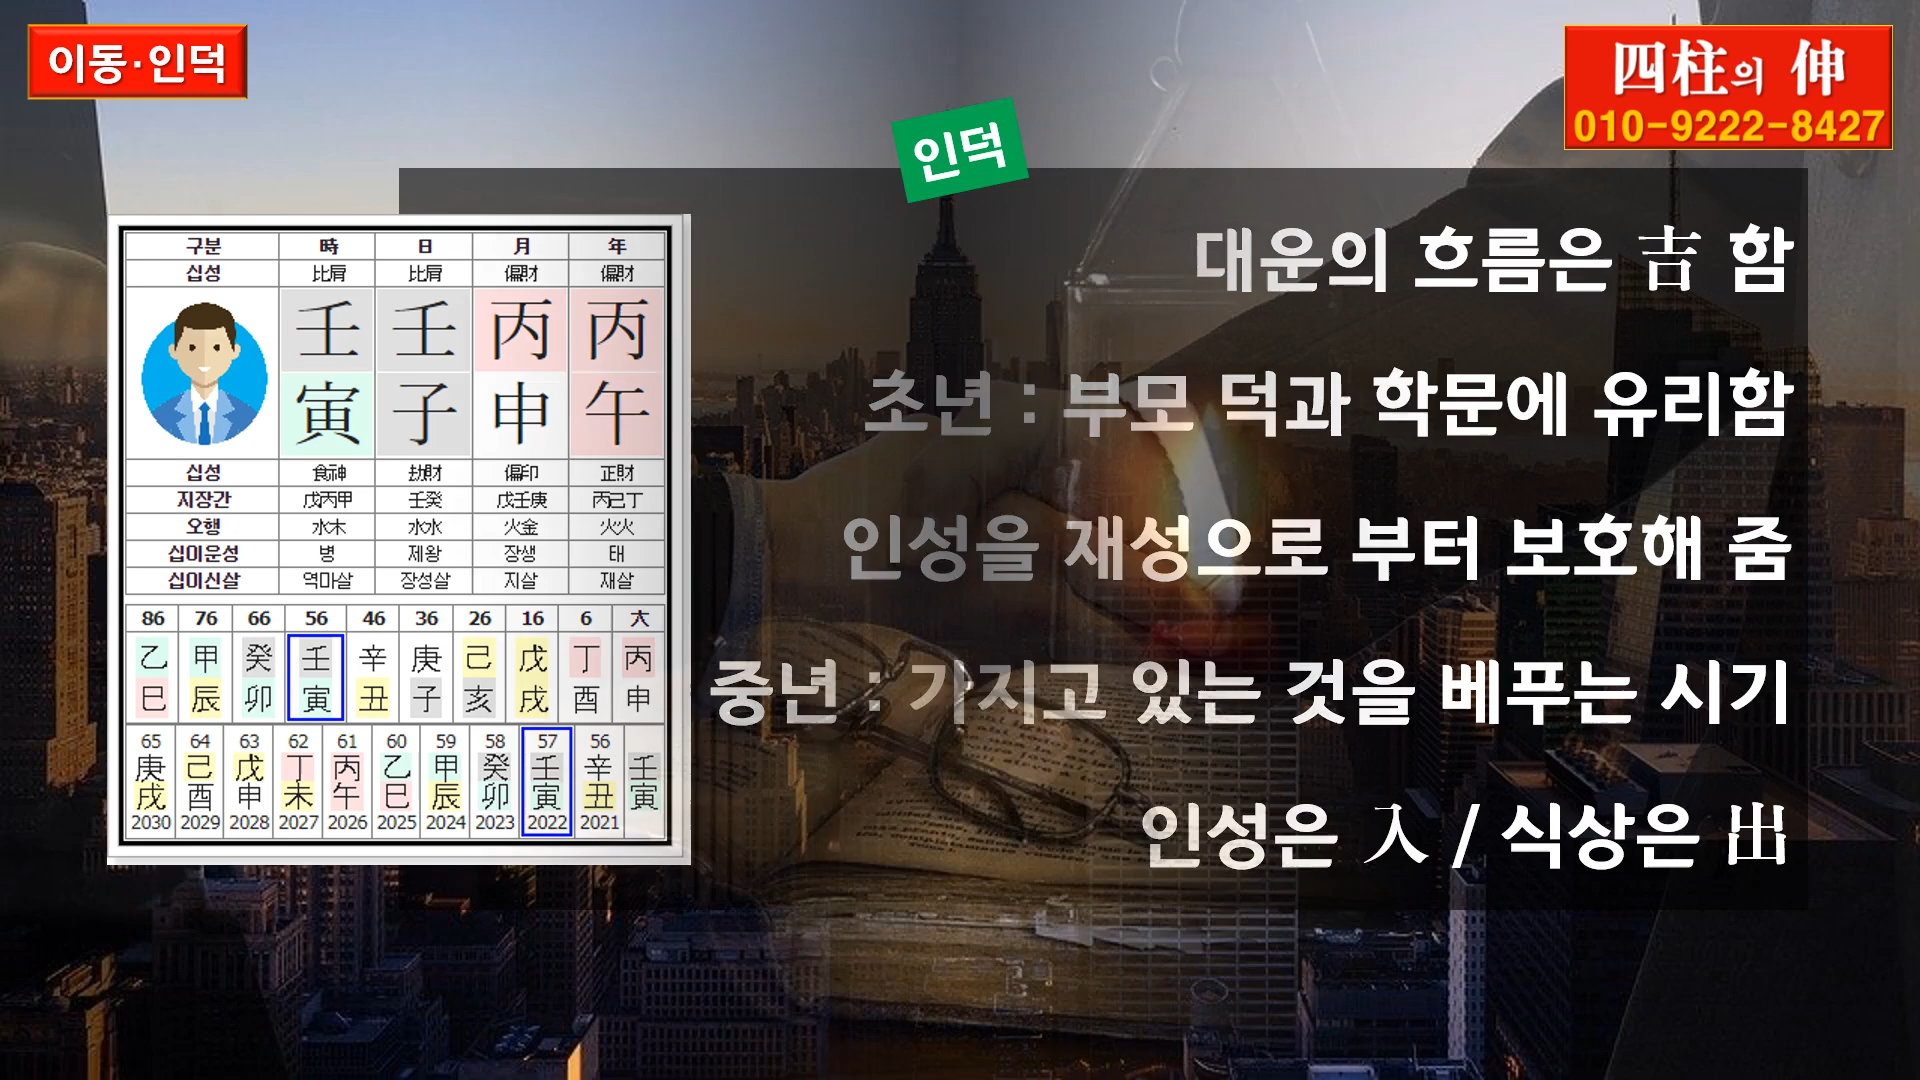 이동·인덕
四柱의 伸
010-9222-8427
인덕
구분 時 日 月 年
십성 比肩 比肩 偏財 偏財
壬 壬 丙 丙
寅 子 申 午
십성 食神 劫財 偏印 正財
지장간 戊丙甲 壬癸 戊壬庚 丙己丁
오행 水木 水水 火金 火火
십이운성 병 제왕 장생 태
십이신살 역마살 장성살 지살 재살
86 76 66 56 46 36 26 16 6 大
乙 甲 癸 壬 辛 庚 己 戊 丁 丙
巳 辰 卯 寅 丑 子 亥 戌 酉 申
65 64 63 62 61 60 59 58 57 56
庚 己 戊 丁 丙 乙 甲 癸 壬 辛 壬
戌 酉 申 未 午 巳 辰 卯 寅 丑 寅
2030 2029 2028 2027 2026 2025 2024 2023 2022 2021
대운의 흐름은 吉 함
초년 : 부모 덕과 학문에 유리함
인성을 재성으로 부터 보호해 줌
중년 : 가지고 있는 것을 베푸는 시기
인성은 入 / 식상은 出